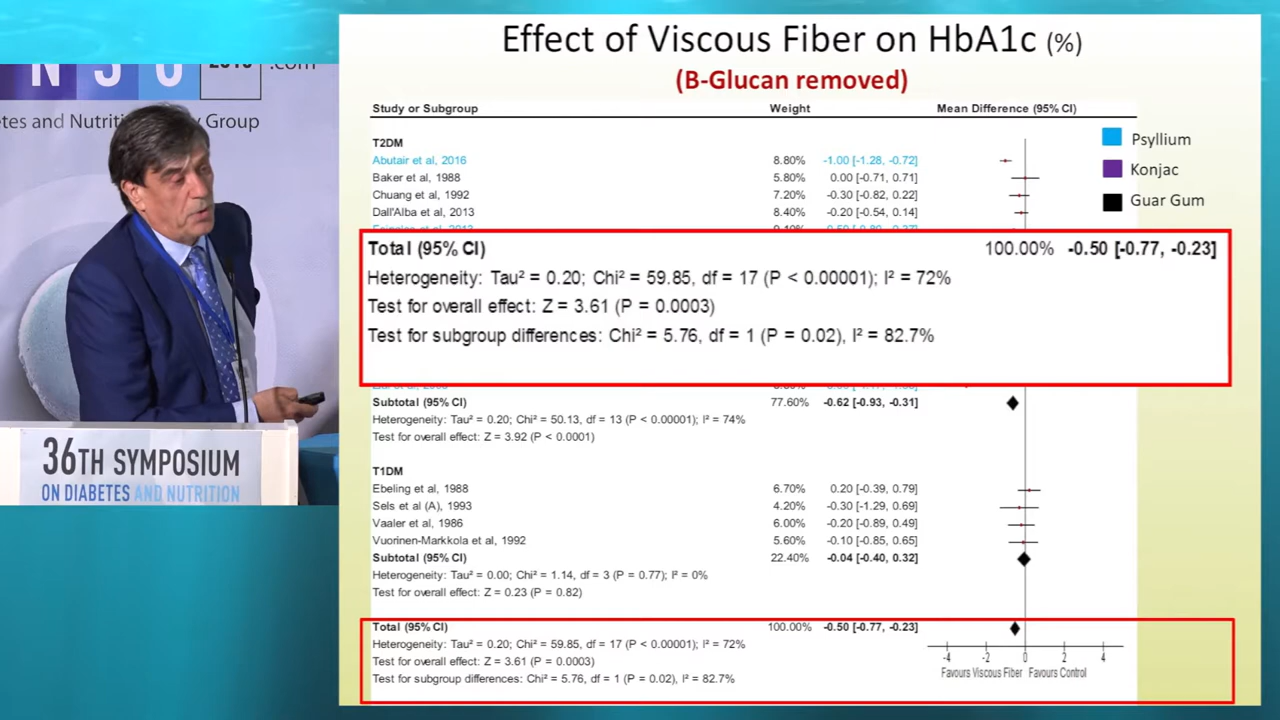 N S G
.com
etes and Nutriti
y Group
36TH SYMPOSIUM
ON DIABETES AND NUTRITION
Effect of Viscous Fiber on HbA1c (%)
(B-Glucan removed)
Study or Subgroup Weight Mean Difference (95% CI)
T2DM
Abutair et al, 2016 8.80% -1.00 [-1.28, -0.72]
Baker et al, 1988 5.80% 0.00 [-0.71, 0.71]
Chuang et al, 1992 7.20% -0.30 [-0.82, 0.22]
Dall'Alba et al, 2013 8.40% -0.20 [-0.54, 0.14]
Psyllium
Konjac
Guar Gum
Total (95% CI) 100.00% -0.50 [-0.77, -0.23]
Heterogeneity: Tau² = 0.20; Chi² = 59.85, df = 17 (P < 0.00001); I² = 72%
Test for overall effect: Z = 3.61 (P = 0.0003)
Test for subgroup differences: Chi² = 5.76, df = 1 (P = 0.02), I² = 82.7%
Subtotal (95% CI) 77.60% -0.62 [-0.93, -0.31]
Heterogeneity: Tau² = 0.20; Chi² = 50.13, df = 13 (P < 0.00001); I² = 74%
Test for overall effect: Z = 3.92 (P < 0.0001)
T1DM
Ebeling et al, 1988 6.70% 0.20 [-0.39, 0.79]
Sels et al (A), 1993 4.20% -0.30 [-1.29, 0.69]
Vaaler et al, 1986 6.00% -0.20 [-0.89, 0.49]
Vuorinen-Markkola et al, 1992 5.60% -0.10 [-0.85, 0.65]
Subtotal (95% CI) 22.40% -0.04 [-0.40, 0.32]
Heterogeneity: Tau² = 0.00; Chi² = 1.14, df = 3 (P = 0.77); I² = 0%
Test for overall effect: Z = 0.23 (P = 0.82)
Total (95% CI) 100.00% -0.50 [-0.77, -0.23]
Heterogeneity: Tau² = 0.20; Chi² = 59.85, df = 17 (P < 0.00001); I² = 72%
Test for overall effect: Z = 3.61 (P = 0.0003)
Test for subgroup differences: Chi² = 5.76, df = 1 (P = 0.02), I² = 82.7%
-4 -2 0 2 4
Favours Viscous Fiber Favours Control